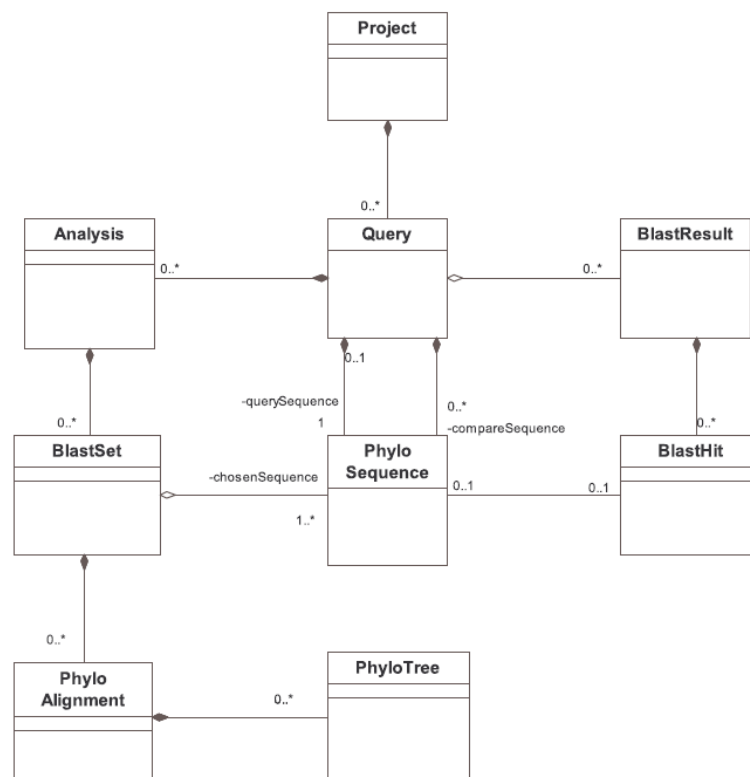 Project
0..*
Analysis
Query
BlastResult
0..*
0..*
0..1
-querySequence
1
0..*
-compareSequence
0..*
0..*
BlastSet
Phylo
Sequence
BlastHit
-chosenSequence
1..*
0..1
0..1
0..*
Phylo
Alignment
PhyloTree
0..*